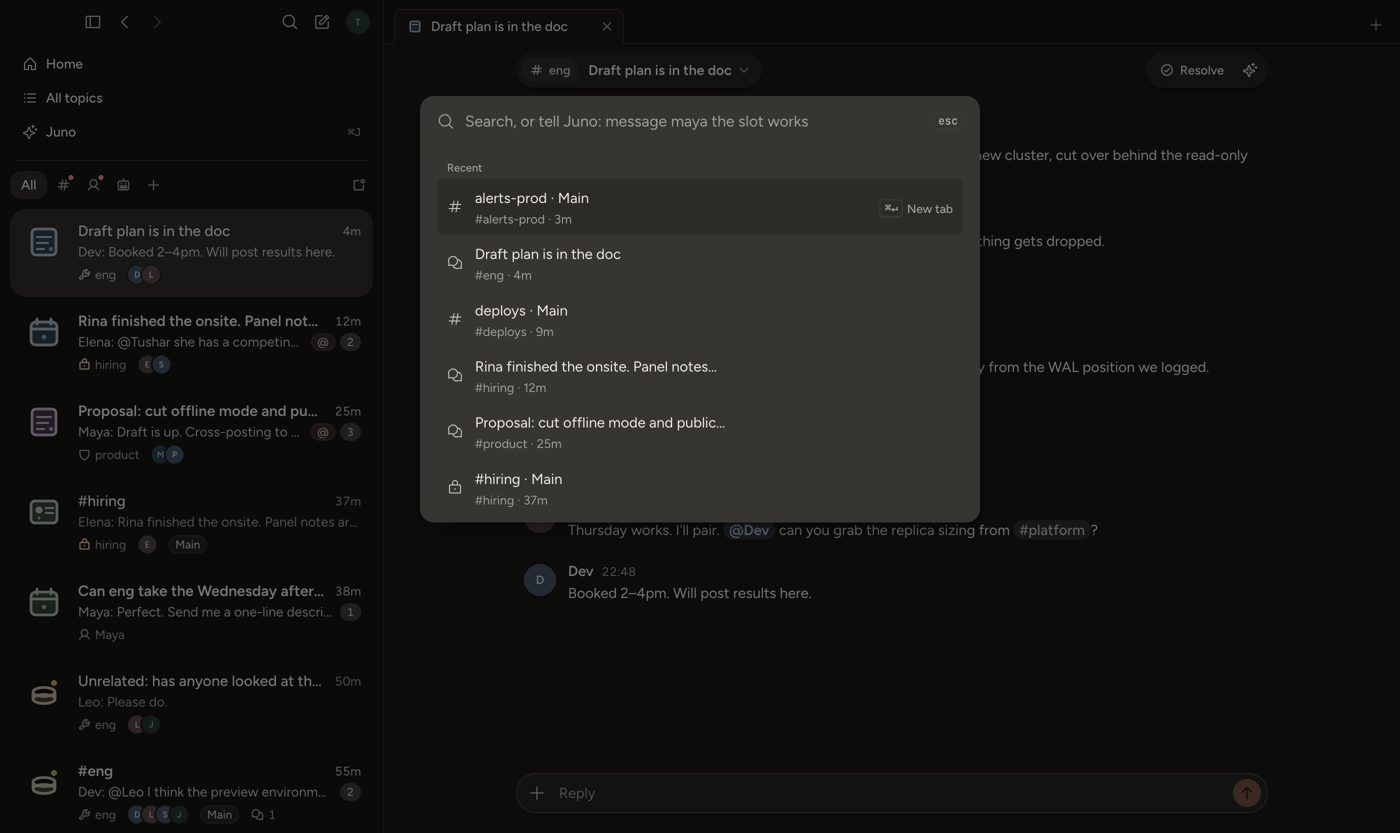 T
Home
All topics
Juno
⌘J
All
Draft plan is in the doc 4m
Dev: Booked 2–4pm. Will post results here.
eng D L
Rina finished the onsite. Panel not... 12m
Elena: @Tushar she has a competin... @ 2
hiring E S
Proposal: cut offline mode and pu... 25m
Maya: Draft is up. Cross-posting to ... @ 3
product M P
#hiring 37m
Elena: Rina finished the onsite. Panel notes ar...
hiring E Main
Can eng take the Wednesday after... 38m
Maya: Perfect. Send me a one-line descri... 1
Maya
Unrelated: has anyone looked at th... 50m
Leo: Please do.
eng L J
#eng 55m
Dev: @Leo I think the preview environm... 2
eng D L S J Main 1
Draft plan is in the doc
# eng Draft plan is in the doc
Resolve
Search, or tell Juno: message maya the slot works esc
Recent
# alerts-prod · Main
#alerts-prod · 3m
⌘↵ New tab
Draft plan is in the doc
#eng · 4m
# deploys · Main
#deploys · 9m
Rina finished the onsite. Panel notes...
#hiring · 12m
Proposal: cut offline mode and public...
#product · 25m
#hiring · Main
#hiring · 37m
new cluster, cut over behind the read-only
thing gets dropped.
from the WAL position we logged.
Thursday works. I'll pair. @Dev can you grab the replica sizing from #platform ?
D
Dev 22:48
Booked 2–4pm. Will post results here.
Reply